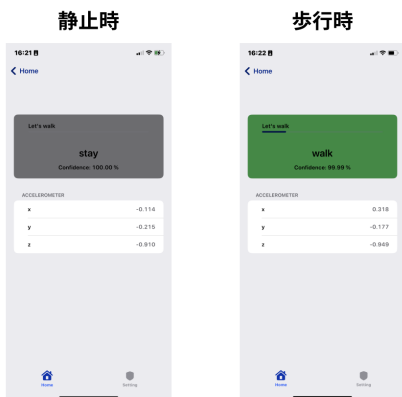 静止時
16:21
Home
Let's walk
stay
Confidence: 100.00 %
ACCELEROMETER
x -0.114
y -0.215
z -0.910
Home Setting
歩行時
16:22
Home
Let's walk
walk
Confidence: 99.99 %
ACCELEROMETER
x 0.318
y -0.177
z -0.949
Home Setting